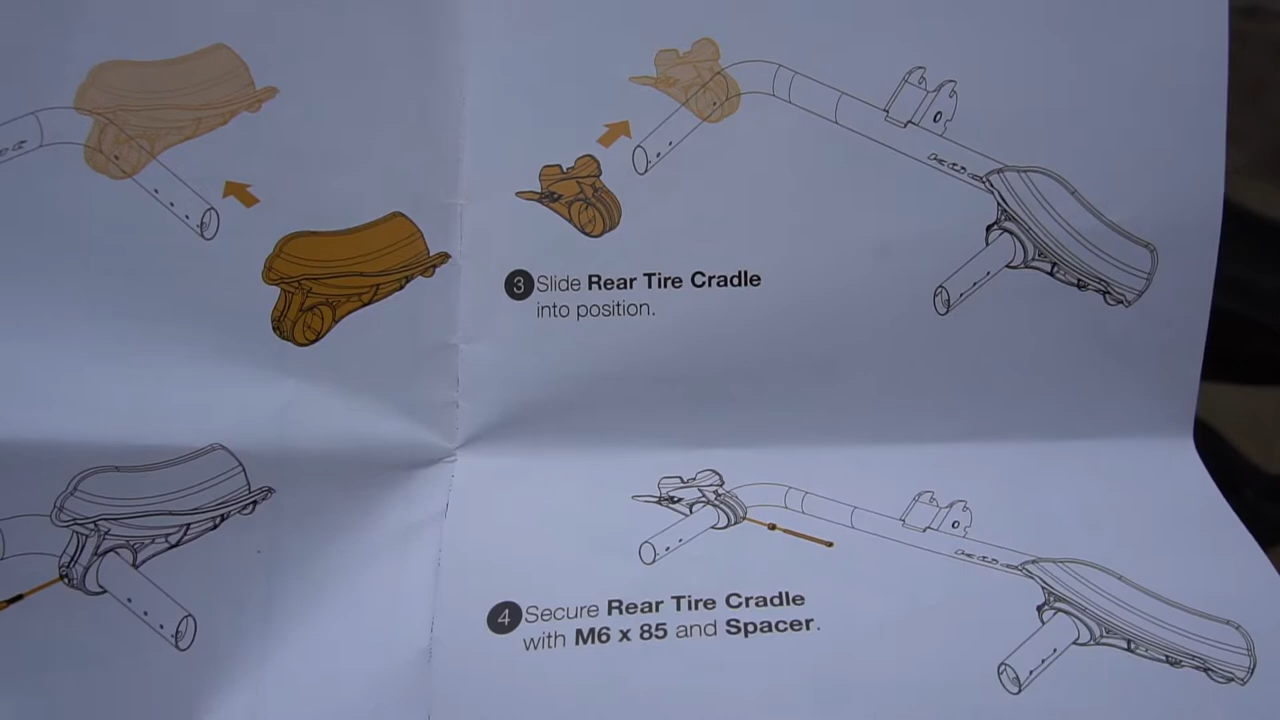 3 Slide Rear Tire Cradle
into position.
4 Secure Rear Tire Cradle
with M6 x 85 and Spacer.